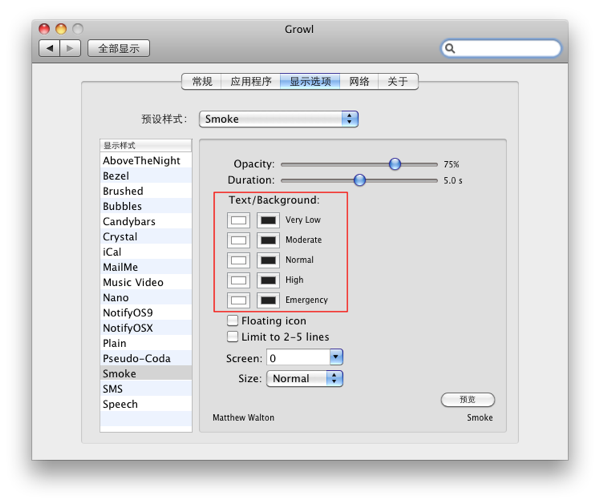 Growl
全部显示
常规 应用程序 显示选项 网络 关于
预设样式: Smoke
显示样式
AboveTheNight
Bezel
Brushed
Bubbles
Candybars
Crystal
iCal
MailMe
Music Video
Nano
NotifyOS9
NotifyOSX
Plain
Pseudo-Coda
Smoke
SMS
Speech
Opacity: 75%
Duration: 5.0 s
Text/Background:
Very Low
Moderate
Normal
High
Emergency
Floating icon
Limit to 2-5 lines
Screen: 0
Size: Normal
预览
Matthew Walton Smoke